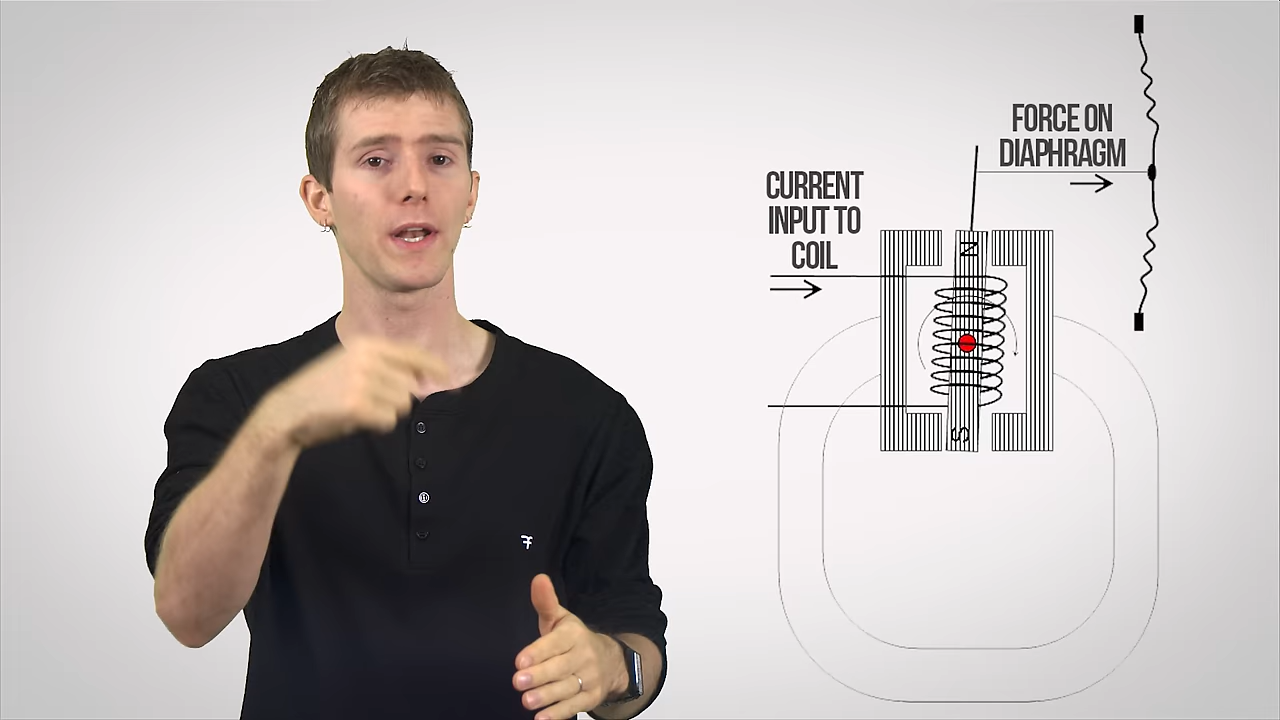 FORCE ON
DIAPHRAGM
CURRENT
INPUT TO
COIL
N
S